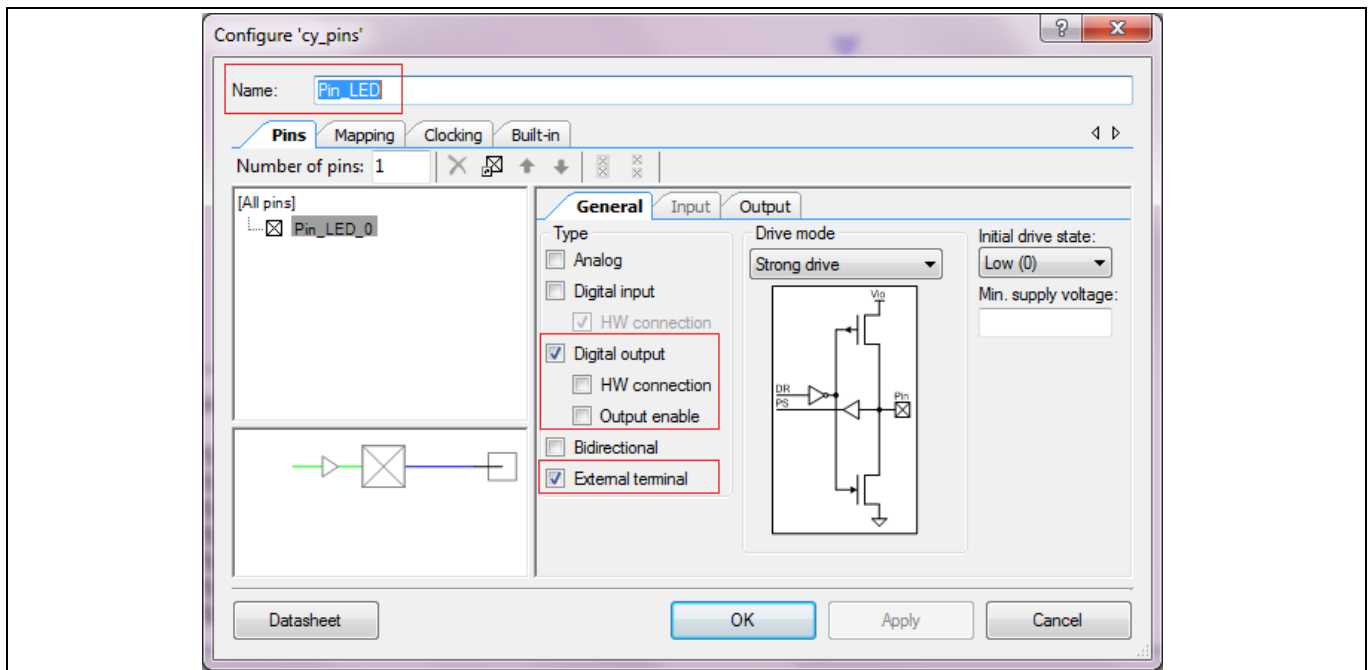 Configure 'cy_pins'
Name: Pin_LED
Pins Mapping Clocking Built-in
Number of pins: 1
[All pins]
Pin_LED_0
General Input Output
Type
Analog
Digital input
HW connection
Digital output
HW connection
Output enable
Bidirectional
External terminal
Drive mode
Strong drive
Vio
DR
PS
Pin
Initial drive state:
Low (0)
Min. supply voltage:
Datasheet OK Apply Cancel